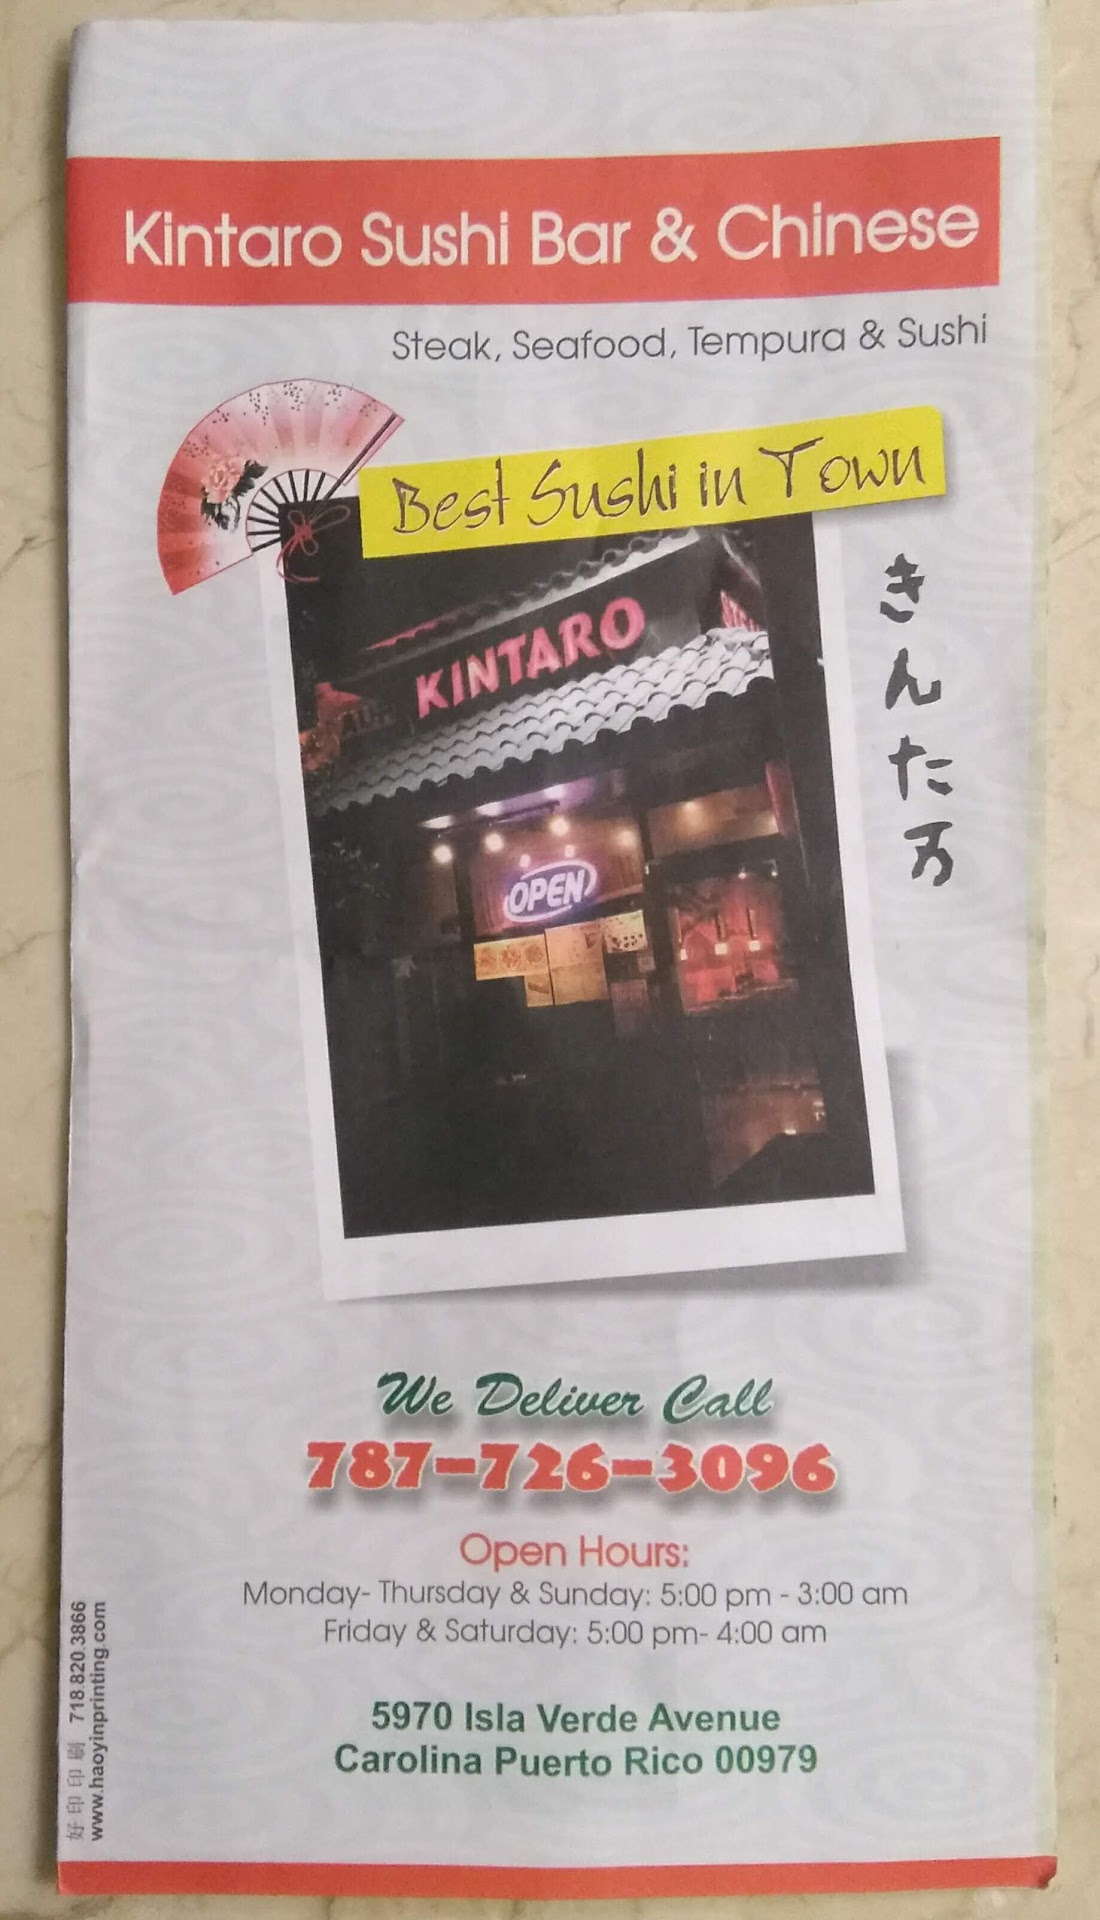 Kintaro Sushi Bar & Chinese
Steak, Seafood, Tempura & Sushi
Best Sushi in Town
KINTARO
OPEN
きんた万
We Deliver Call
787-726-3096
Open Hours:
Monday- Thursday & Sunday: 5:00 pm - 3:00 am
Friday & Saturday: 5:00 pm- 4:00 am
5970 Isla Verde Avenue
Carolina Puerto Rico 00979
好印印刷 718.820.3866
www.haoyinprinting.com